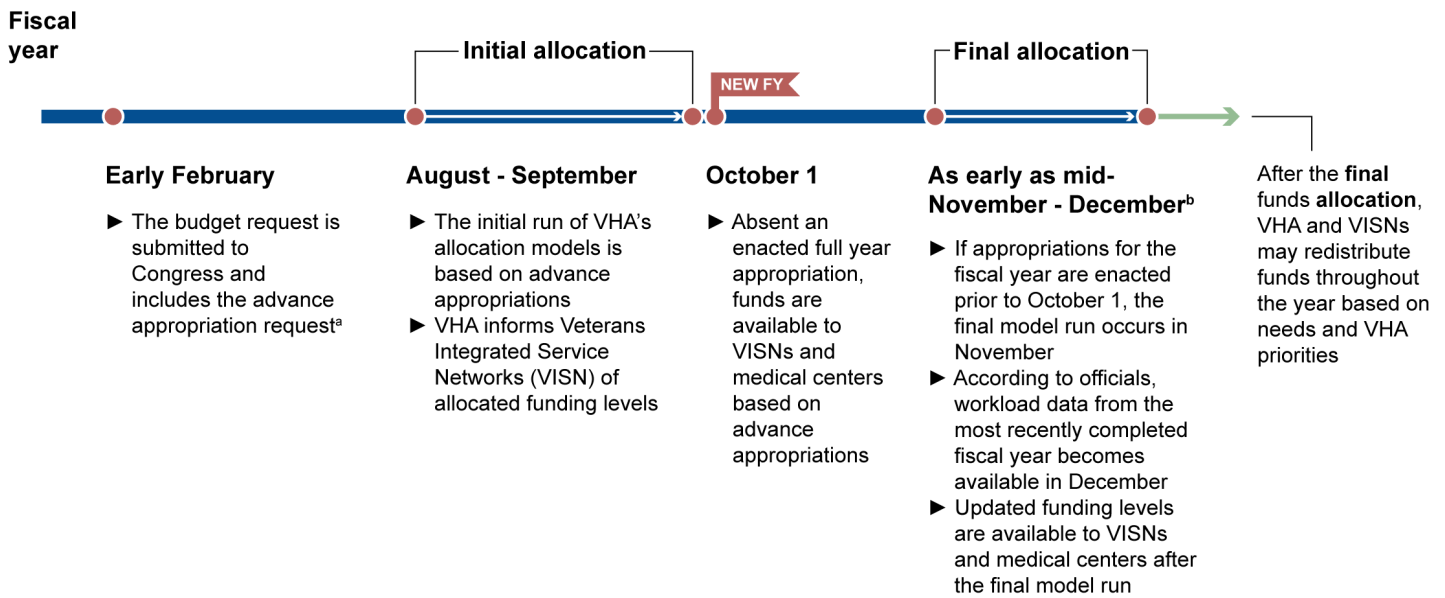 Fiscal
year
Initial allocation
Final allocation
NEW FY
Early February
► The budget request is
submitted to
Congress and
includes the advance
appropriation requestᵃ
August - September
► The initial run of VHA's
allocation models is
based on advance
appropriations
► VHA informs Veterans
Integrated Service
Networks (VISN) of
allocated funding levels
October 1
► Absent an
enacted full year
appropriation,
funds are
available to
VISNs and
medical centers
based on
advance
appropriations
As early as mid-
November - Decemberᵇ
► If appropriations for the
fiscal year are enacted
prior to October 1, the
final model run occurs in
November
► According to officials,
workload data from the
most recently completed
fiscal year becomes
available in December
► Updated funding levels
are available to VISNs
and medical centers after
the final model run
After the final
funds allocation,
VHA and VISNs
may redistribute
funds throughout
the year based on
needs and VHA
priorities